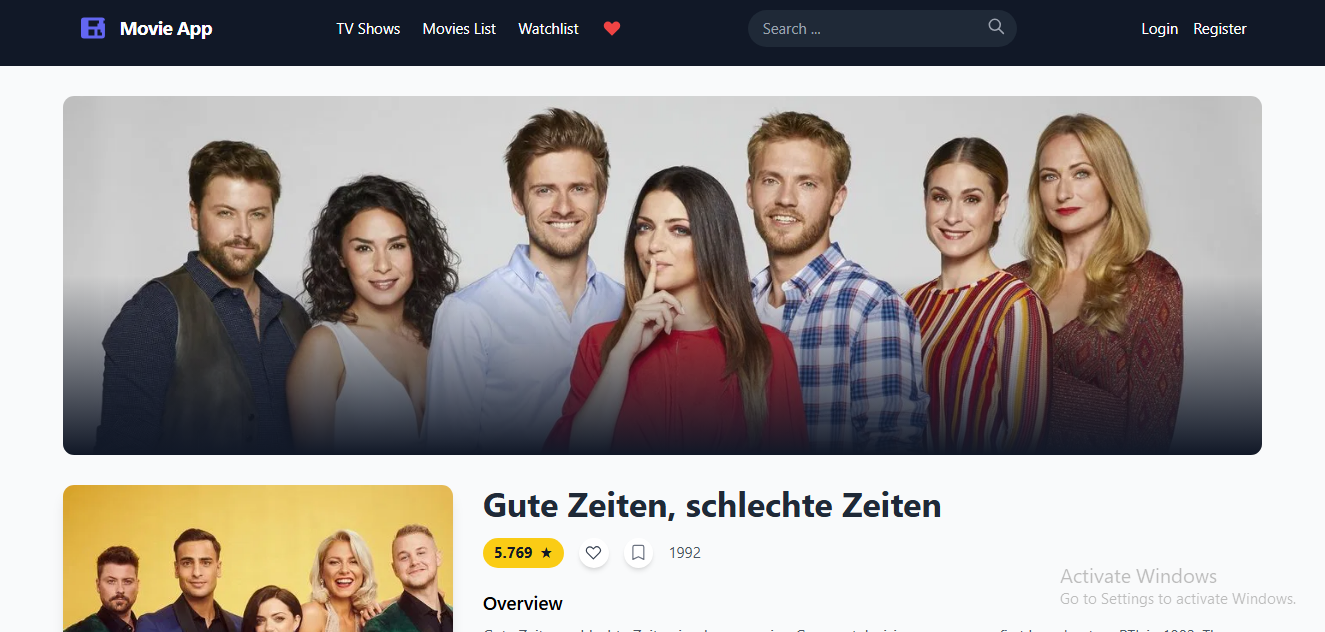 Movie App
TV Shows
Movies List
Watchlist
Search ...
Login
Register
Gute Zeiten, schlechte Zeiten
5.769 ★
1992
Overview
Activate Windows
Go to Settings to activate Windows.